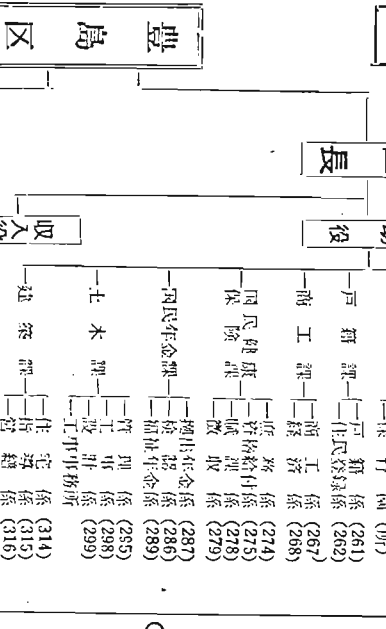 豊島区
長
役
収入役
戸籍課
戸籍係 (261)
住民登録係 (262)
商工課
商工係 (267)
経済係 (268)
国民健康保険課
庶務係 (274)
資格給付係 (275)
賦課係 (278)
徴収係 (279)
国民年金課
拠出年金係 (287)
検認係 (286)
福祉年金係 (289)
土木課
管理係 (295)
工事係 (298)
設計係 (299)
工事事務所
建築課
住宅係 (314)
指導係 (315)
営繕係 (316)